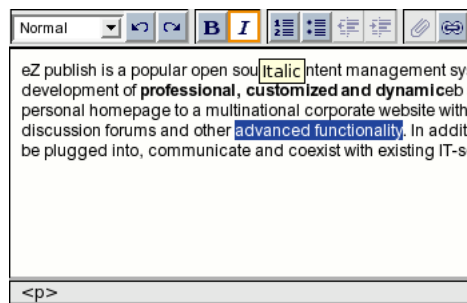 Normal B I
eZ publish is a popular open sou Italic ntent management sy
development of professional, customized and dynamiceb
personal homepage to a multinational corporate website with
discussion forums and other advanced functionality. In addit
be plugged into, communicate and coexist with existing IT-s
<p>